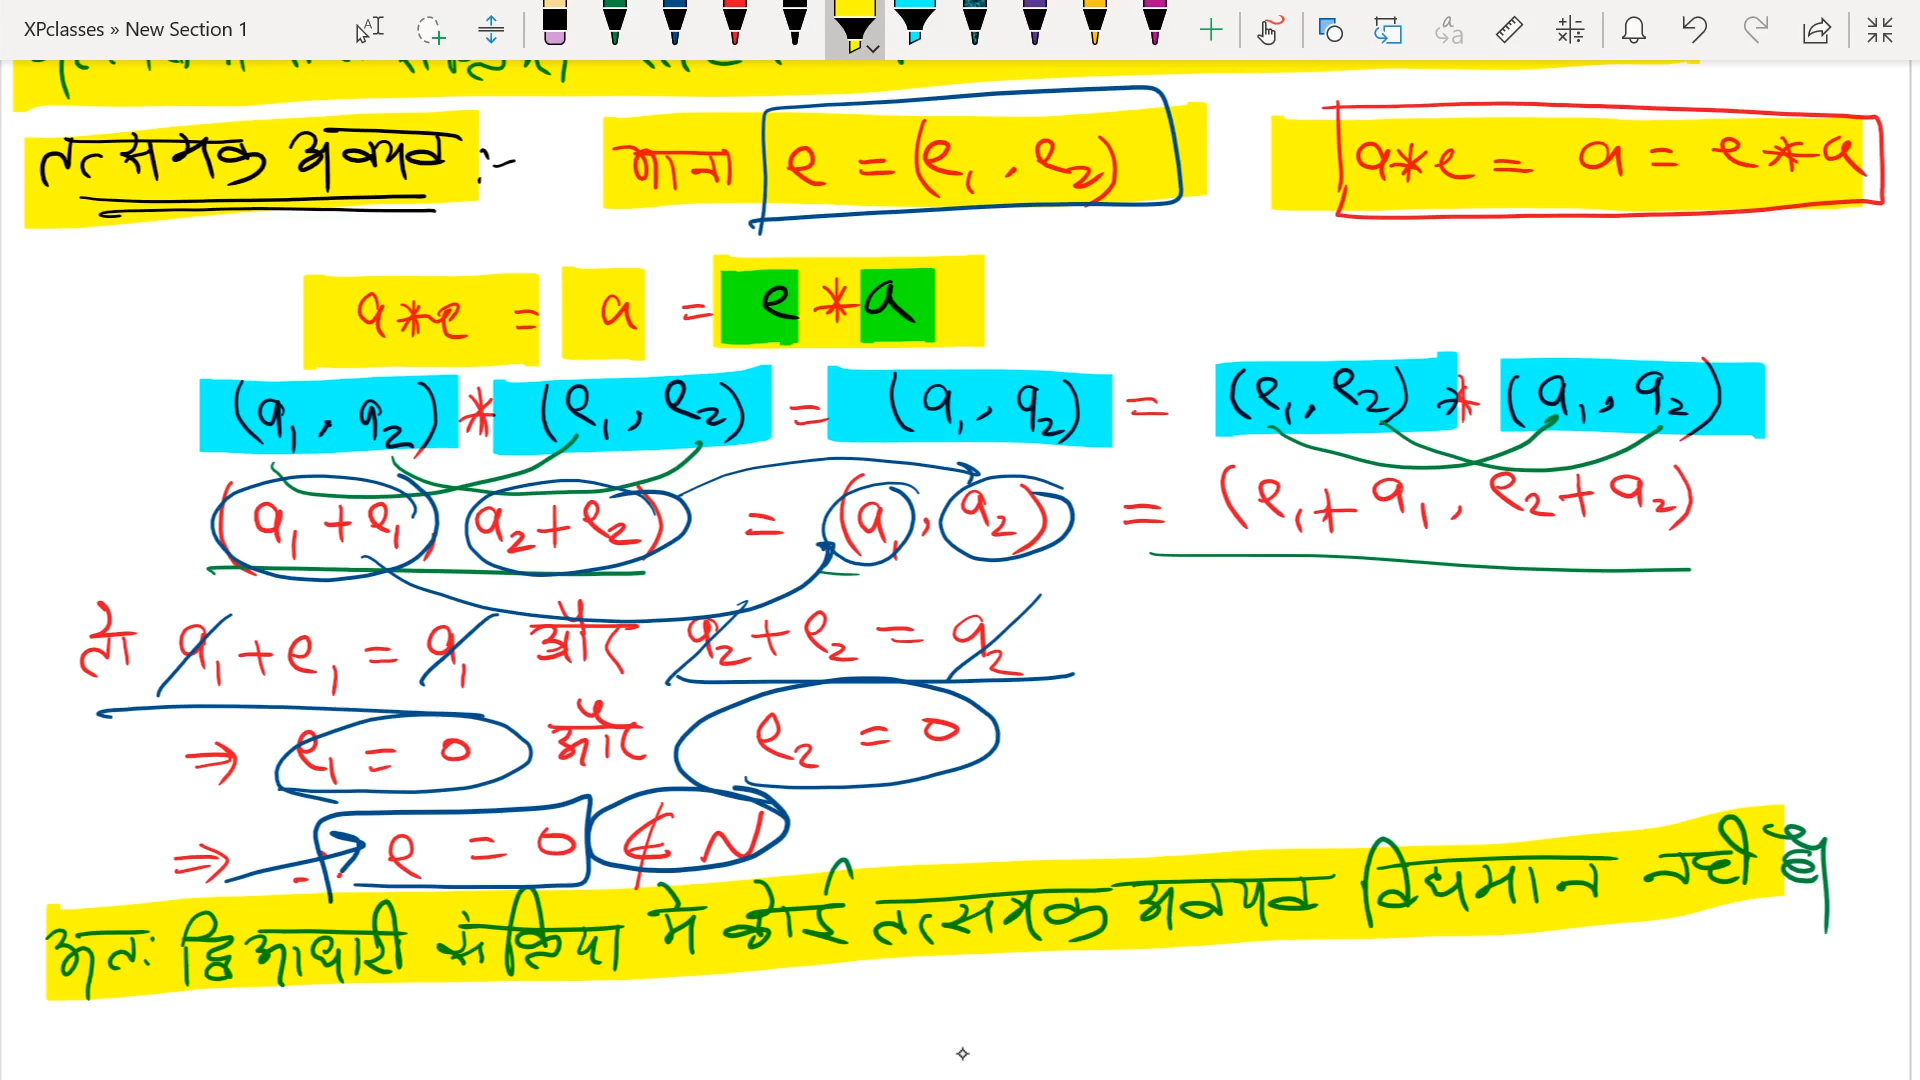 XPclasses » New Section 1
तत्समक अवयव :- माना e = (e₁, e₂) a*e = a = e*a
a*e = a = e*a
(a₁, a₂) * (e₁, e₂) = (a₁, a₂) = (e₁, e₂) * (a₁, a₂)
(a₁ + e₁, a₂ + e₂) = (a₁, a₂) = (e₁ + a₁, e₂ + a₂)
तो a₁ + e₁ = a₁ और a₂ + e₂ = a₂
⇒ e₁ = 0 और e₂ = 0
⇒ e = 0 ∉ N
अतः द्विआधारी संक्रिया मे कोई तत्समक अवयव विधमान नही है।